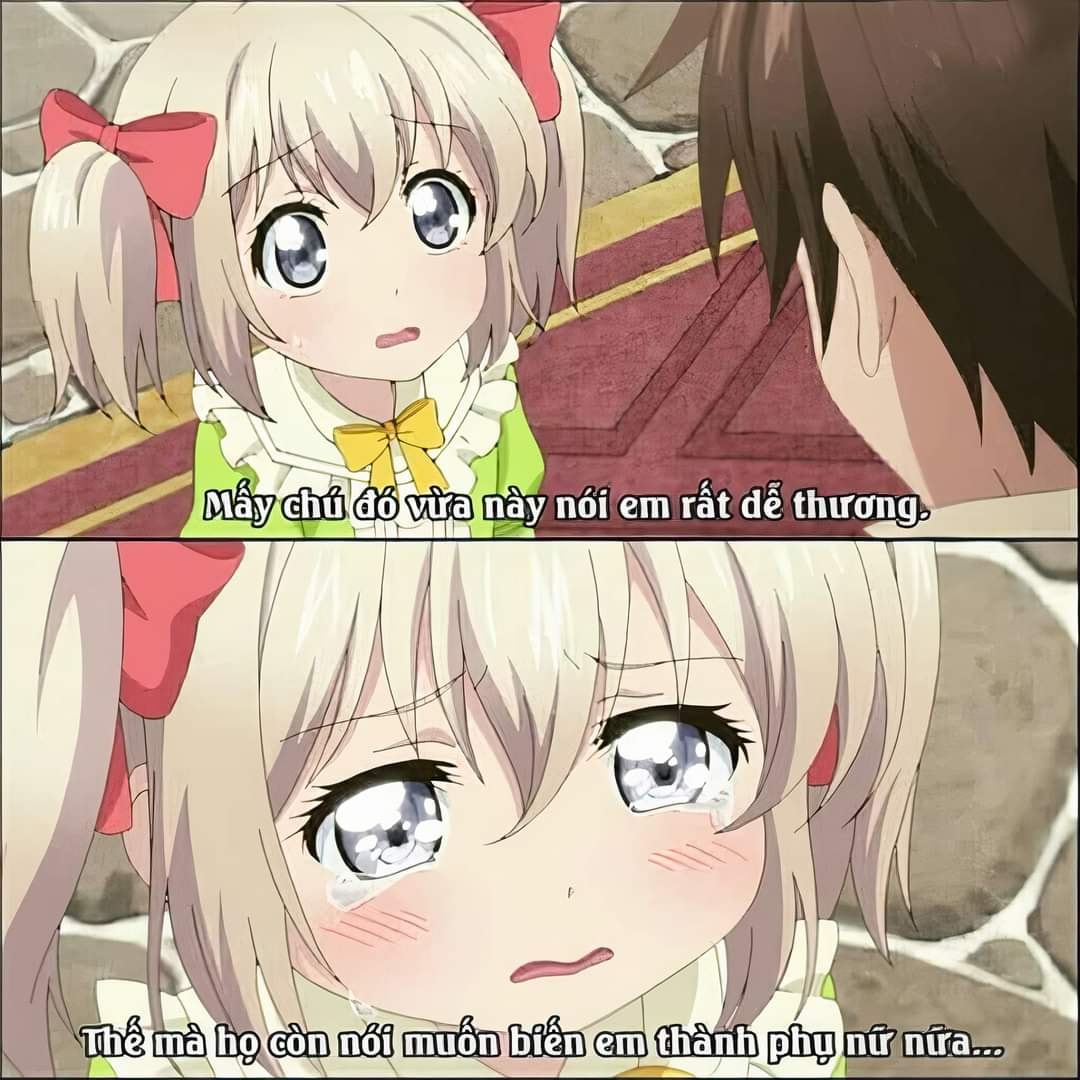 Mấy chú đó vừa này nói em rất dễ thương.
Thế mà họ còn nói muốn biến em thành phụ nữ nữa...